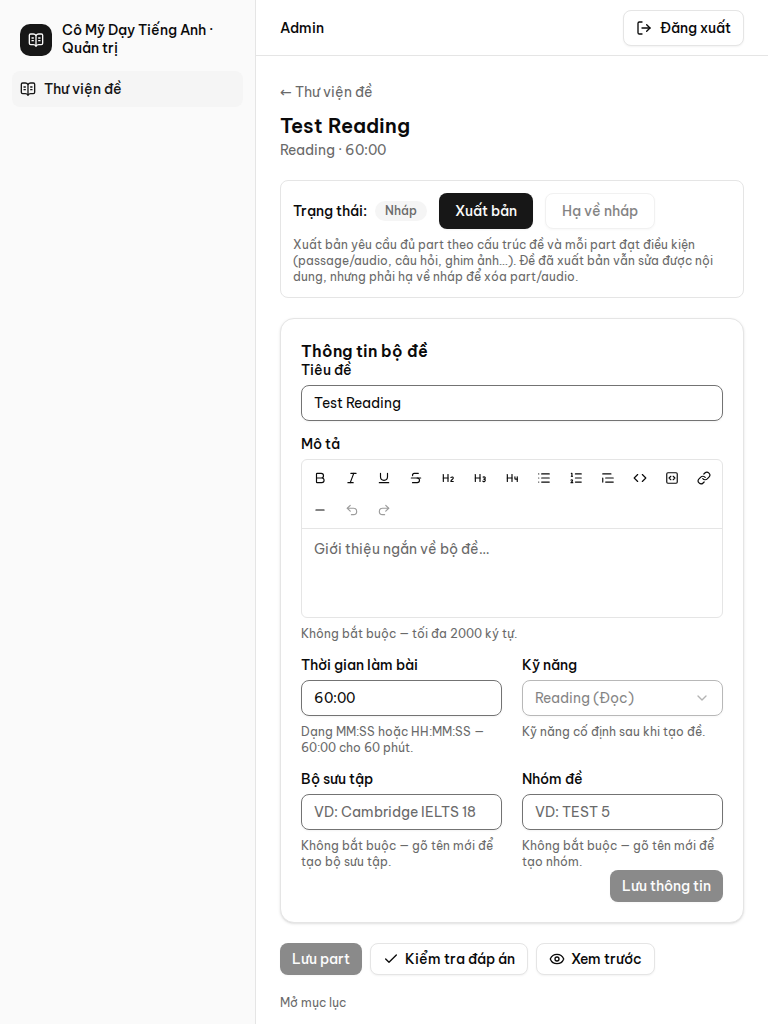 Cô Mỹ Dạy Tiếng Anh ·
Quản trị
Thư viện đề
Admin
Đăng xuất
← Thư viện đề
Test Reading
Reading · 60:00
Trạng thái: Nháp Xuất bản Hạ về nháp
Xuất bản yêu cầu đủ part theo cấu trúc đề và mỗi part đạt điều kiện
(passage/audio, câu hỏi, ghim ảnh…). Đề đã xuất bản vẫn sửa được nội
dung, nhưng phải hạ về nháp để xóa part/audio.
Thông tin bộ đề
Tiêu đề
Test Reading
Mô tả
B I U S H2 H3 H4
Giới thiệu ngắn về bộ đề…
Không bắt buộc — tối đa 2000 ký tự.
Thời gian làm bài
60:00
Dạng MM:SS hoặc HH:MM:SS —
60:00 cho 60 phút.
Kỹ năng
Reading (Đọc)
Kỹ năng cố định sau khi tạo đề.
Bộ sưu tập
VD: Cambridge IELTS 18
Không bắt buộc — gõ tên mới để
tạo bộ sưu tập.
Nhóm đề
VD: TEST 5
Không bắt buộc — gõ tên mới để
tạo nhóm.
Lưu thông tin
Lưu part
Kiểm tra đáp án
Xem trước
Mở mục lục